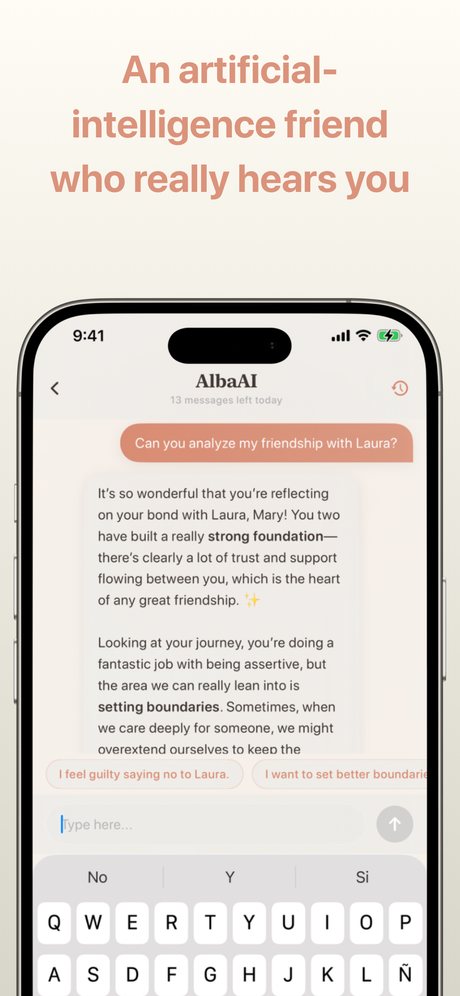 An artificial-
intelligence friend
who really hears you
9:41
AlbaAI
13 messages left today
Can you analyze my friendship with Laura?
It’s so wonderful that you’re reflecting
on your bond with Laura, Mary! You two
have built a really strong foundation—
there’s clearly a lot of trust and support
flowing between you, which is the heart
of any great friendship. ✨
Looking at your journey, you’re doing a
fantastic job with being assertive, but
the area we can really lean into is
setting boundaries. Sometimes, when
we care deeply for someone, we might
overextend ourselves to keep the
I feel guilty saying no to Laura. I want to set better boundarie
Type here...
No Y Si
Q W E R T Y U I O P
A S D F G H J K L Ñ